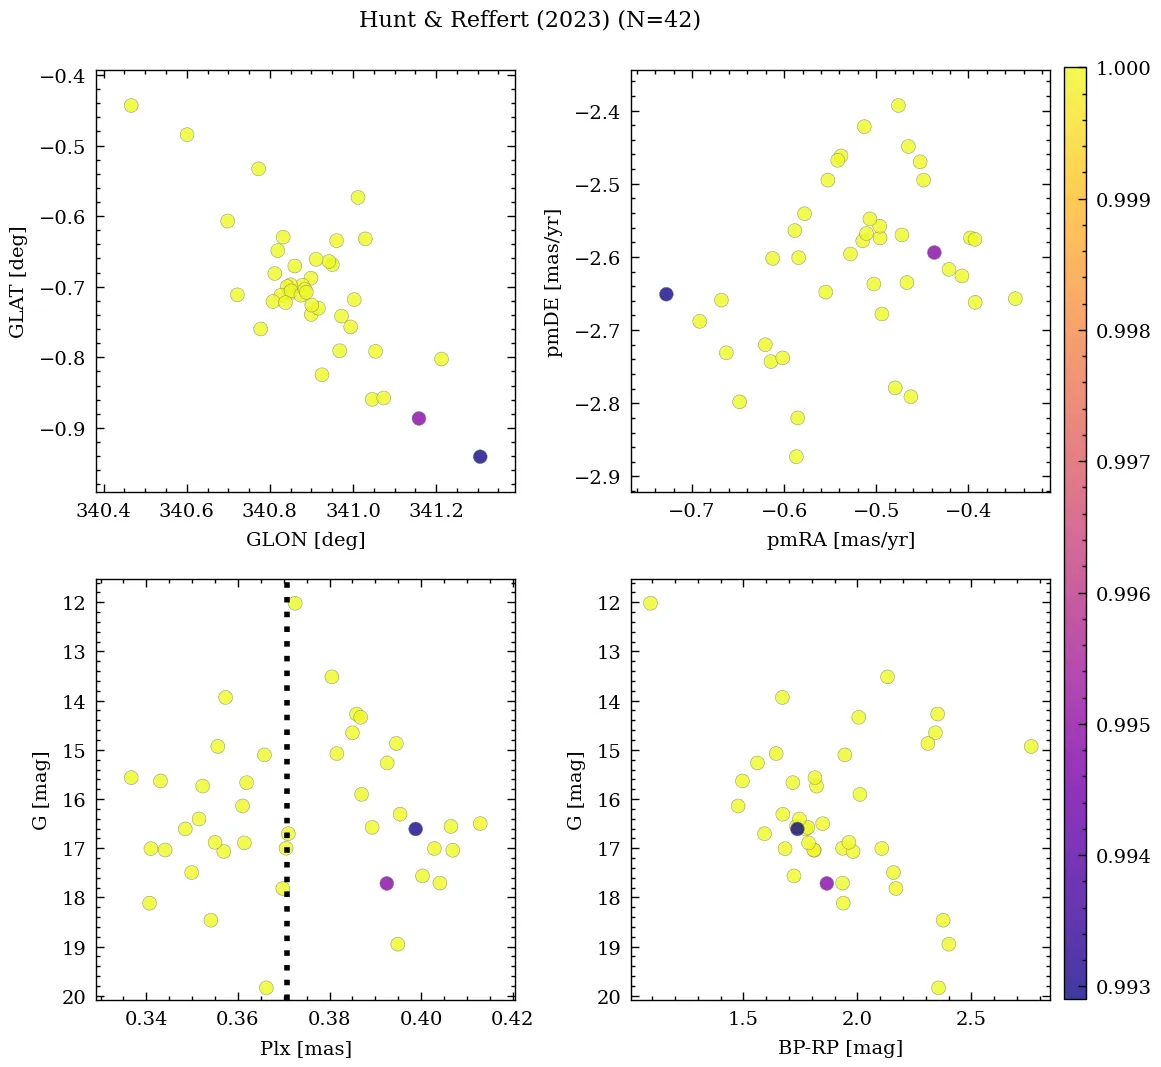 Hunt & Reffert (2023) (N=42)
−0.4
−0.5
−0.6
−0.7
−0.8
−0.9
GLAT [deg]
340.4 340.6 340.8 341.0 341.2
GLON [deg]
−2.4
−2.5
−2.6
−2.7
−2.8
−2.9
pmDE [mas/yr]
−0.7 −0.6 −0.5 −0.4
pmRA [mas/yr]
12
13
14
15
16
17
18
19
20
G [mag]
0.34 0.36 0.38 0.40 0.42
Plx [mas]
12
13
14
15
16
17
18
19
20
G [mag]
1.5 2.0 2.5
BP-RP [mag]
1.000
0.999
0.998
0.997
0.996
0.995
0.994
0.993